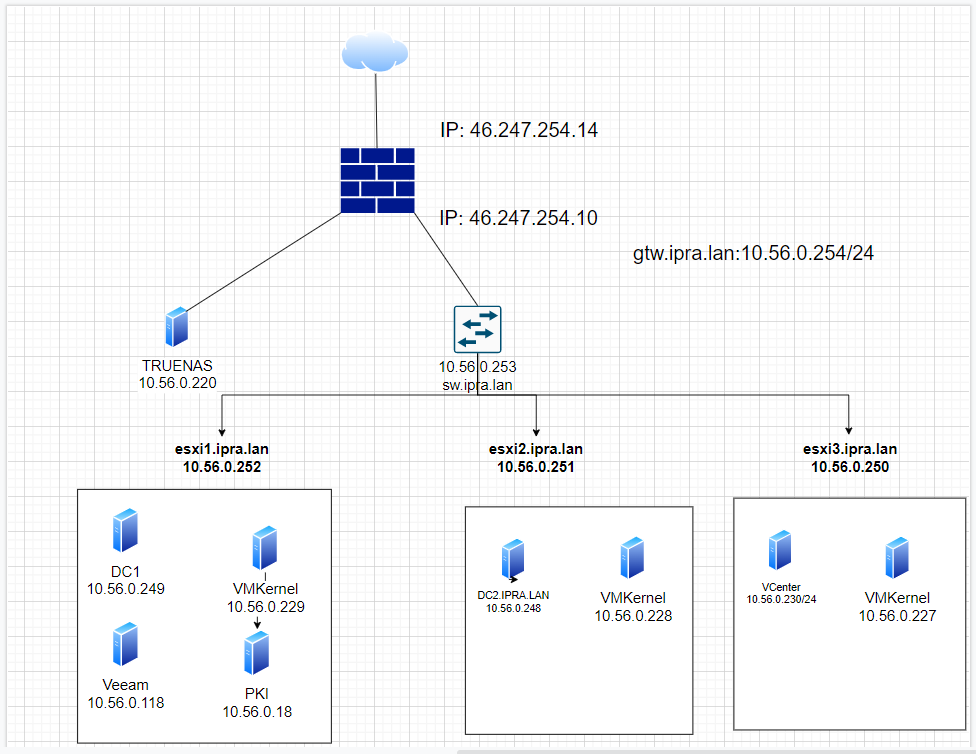 IP: 46.247.254.14
IP: 46.247.254.10
gtw.ipra.lan:10.56.0.254/24
TRUENAS
10.56.0.220
10.56.0.253
sw.ipra.lan
esxi1.ipra.lan
10.56.0.252
esxi2.ipra.lan
10.56.0.251
esxi3.ipra.lan
10.56.0.250
DC1
10.56.0.249
VMKernel
10.56.0.229
Veeam
10.56.0.118
PKI
10.56.0.18
DC2.IPRA.LAN
10.56.0.248
VMKernel
10.56.0.228
VCenter
10.56.0.230/24
VMKernel
10.56.0.227